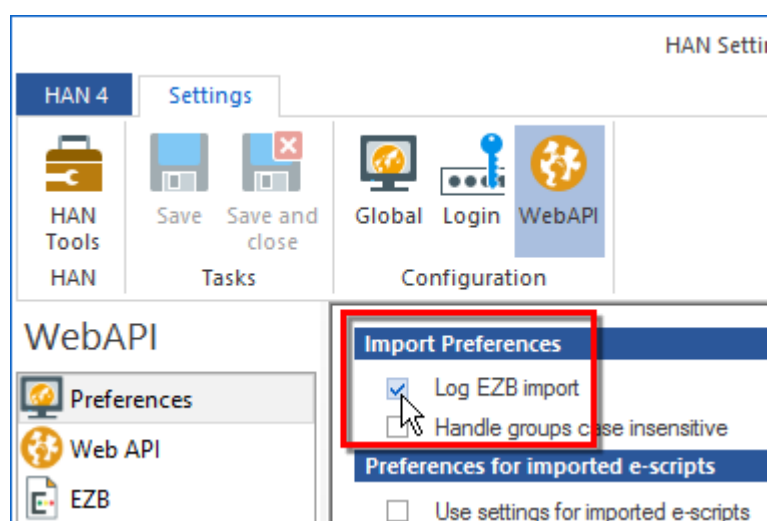 HAN Settin
HAN 4
Settings
HAN
Tools
Save
Save and
close
Global
Login
WebAPI
HAN
Tasks
Configuration
WebAPI
Import Preferences
Log EZB import
Preferences
Handle groups case insensitive
Web API
Preferences for imported e-scripts
EZB
Use settings for imported e-scripts